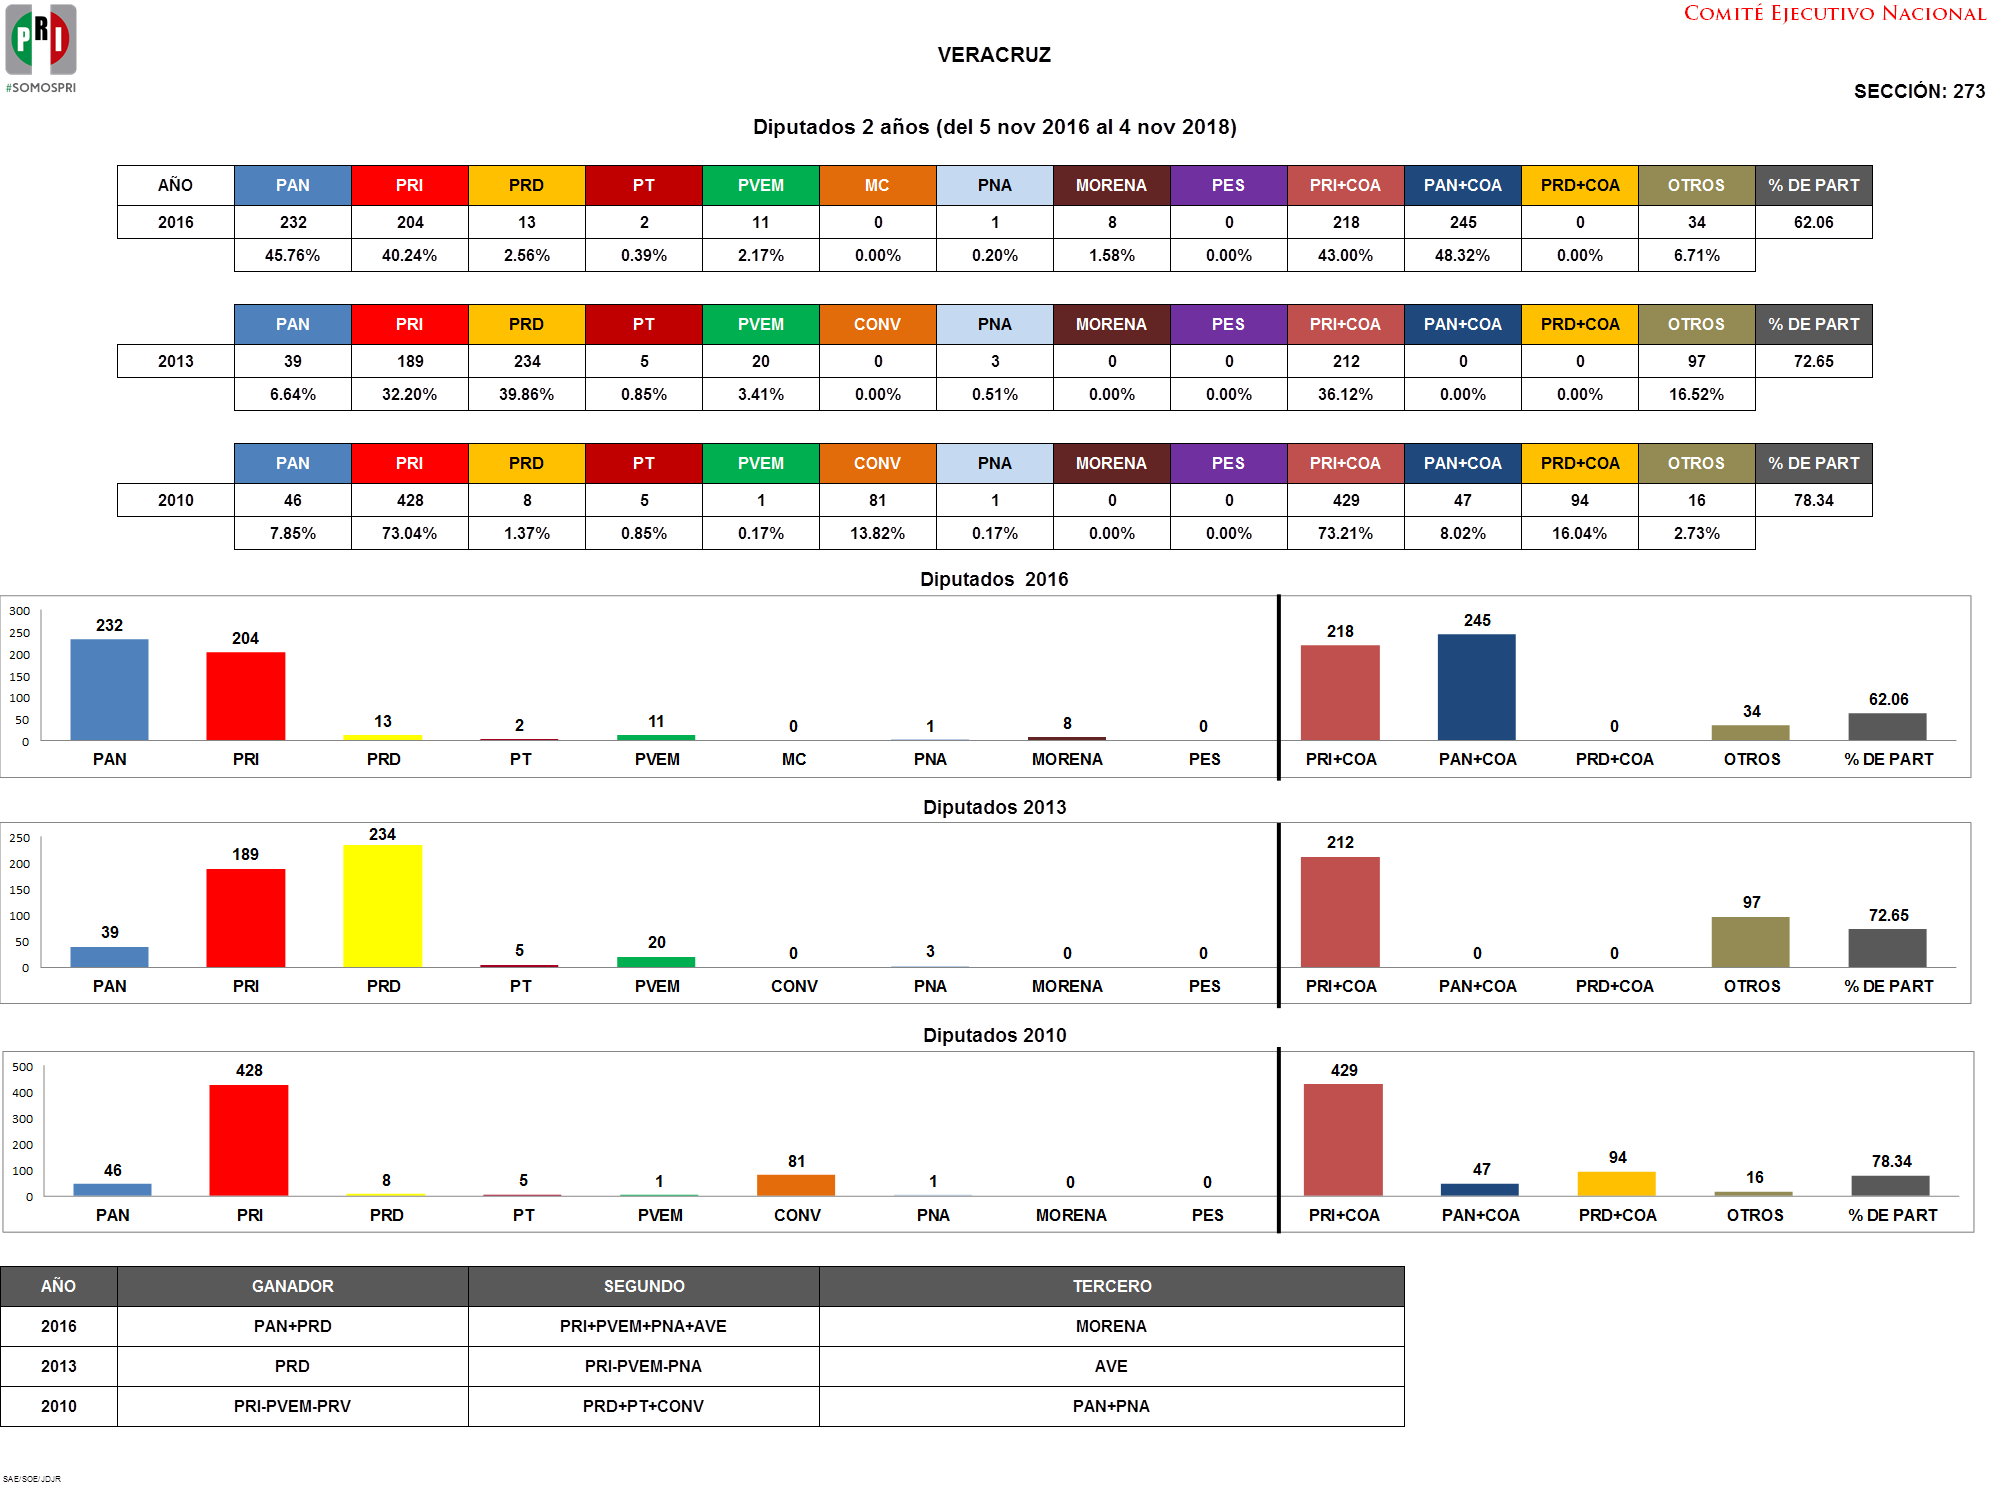 PRI
#SOMOSPRI
COMITÉ EJECUTIVO NACIONAL
VERACRUZ
SECCIÓN: 273
Diputados 2 años (del 5 nov 2016 al 4 nov 2018)
AÑO PAN PRI PRD PT PVEM MC PNA MORENA PES PRI+COA PAN+COA PRD+COA OTROS % DE PART
2016 232 204 13 2 11 0 1 8 0 218 245 0 34 62.06
45.76% 40.24% 2.56% 0.39% 2.17% 0.00% 0.20% 1.58% 0.00% 43.00% 48.32% 0.00% 6.71%
PAN PRI PRD PT PVEM CONV PNA MORENA PES PRI+COA PAN+COA PRD+COA OTROS % DE PART
2013 39 189 234 5 20 0 3 0 0 212 0 0 97 72.65
6.64% 32.20% 39.86% 0.85% 3.41% 0.00% 0.51% 0.00% 0.00% 36.12% 0.00% 0.00% 16.52%
PAN PRI PRD PT PVEM CONV PNA MORENA PES PRI+COA PAN+COA PRD+COA OTROS % DE PART
2010 46 428 8 5 1 81 1 0 0 429 47 94 16 78.34
7.85% 73.04% 1.37% 0.85% 0.17% 13.82% 0.17% 0.00% 0.00% 73.21% 8.02% 16.04% 2.73%
Diputados 2016
300
250
200
150
100
50
0
232 204 13 2 11 0 1 8 0 218 245 0 34 62.06
PAN PRI PRD PT PVEM MC PNA MORENA PES PRI+COA PAN+COA PRD+COA OTROS % DE PART
Diputados 2013
250
200
150
100
50
0
39 189 234 5 20 0 3 0 0 212 0 0 97 72.65
PAN PRI PRD PT PVEM CONV PNA MORENA PES PRI+COA PAN+COA PRD+COA OTROS % DE PART
Diputados 2010
500
400
300
200
100
0
46 428 8 5 1 81 1 0 0 429 47 94 16 78.34
PAN PRI PRD PT PVEM CONV PNA MORENA PES PRI+COA PAN+COA PRD+COA OTROS % DE PART
AÑO GANADOR SEGUNDO TERCERO
2016 PAN+PRD PRI+PVEM+PNA+AVE MORENA
2013 PRD PRI-PVEM-PNA AVE
2010 PRI-PVEM-PRV PRD+PT+CONV PAN+PNA
SAE/SOE/JDJR